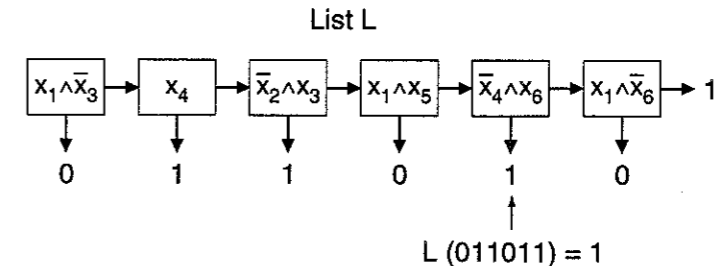 List L
x₁∧x̅₃ x₄ x̅₂∧x₃ x₁∧x₅ x̅₄∧x₆ x₁∧x̅₆ 1
0 1 1 0 1 0
L (011011) = 1